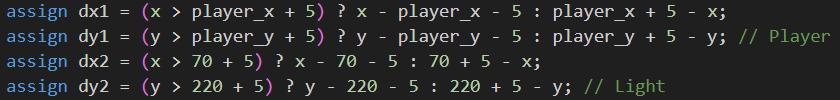 assign dx1 = (x > player_x + 5) ? x - player_x - 5 : player_x + 5 - x;
assign dy1 = (y > player_y + 5) ? y - player_y - 5 : player_y + 5 - y; // Player
assign dx2 = (x > 70 + 5) ? x - 70 - 5 : 70 + 5 - x;
assign dy2 = (y > 220 + 5) ? y - 220 - 5 : 220 + 5 - y; // Light